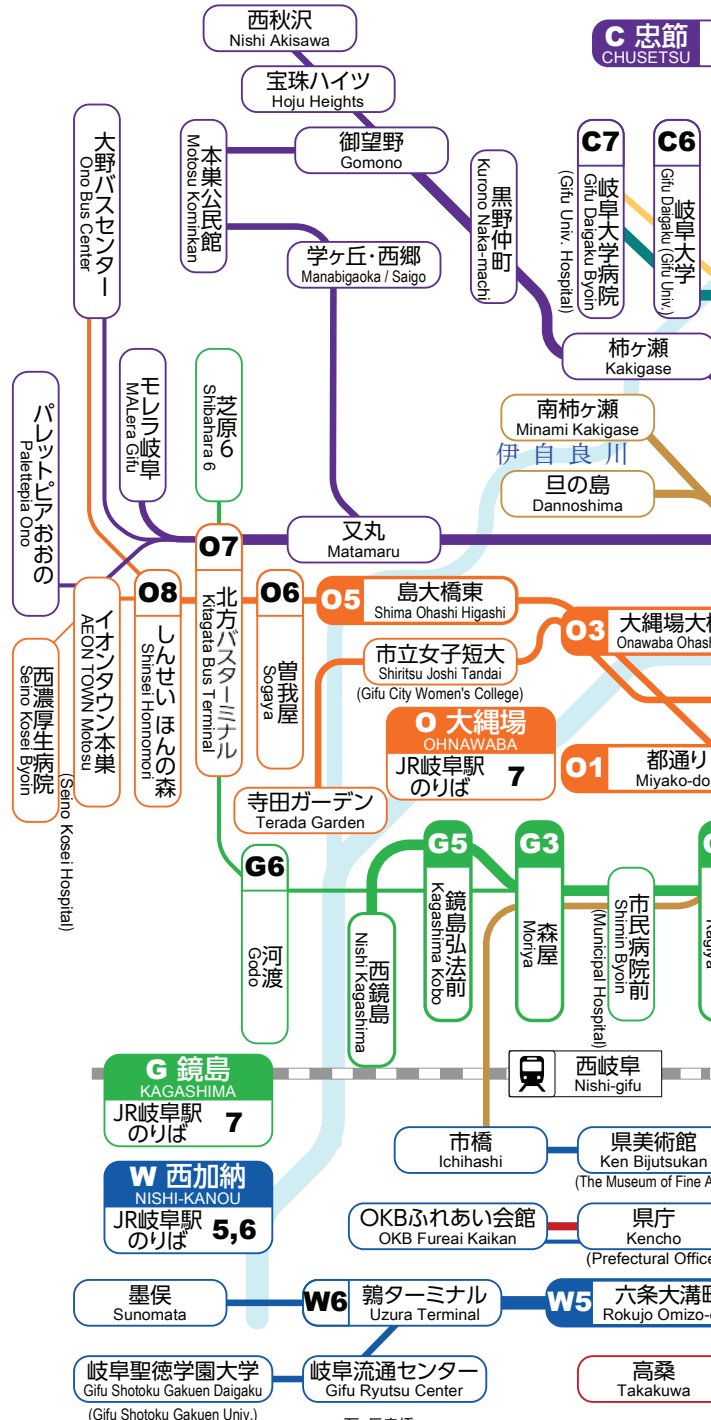 西秋沢
Nishi Akisawa
C 忠節
CHUSETSU
宝珠ハイツ
Hoju Heights
大野バスセンター
Ono Bus Center
本巣公民館
Motosu Kominkan
御望野
Gomono
黒野仲町
Kurono Naka-machi
C7
岐阜大学病院
Gifu Daigaku Byoin
(Gifu Univ. Hospital)
C6
岐阜大学
Gifu Daigaku (Gifu Univ.)
学ヶ丘・西郷
Manabigaoka / Saigo
柿ヶ瀬
Kakigase
パレットピアおおの
Palettepia Ono
モレラ岐阜
MALera Gifu
芝原6
Shibahara 6
南柿ヶ瀬
Minami Kakigase
伊自良川
旦の島
Dannoshima
又丸
Matamaru
O7
北方バスターミナル
Kitagata Bus Terminal
イオンタウン本巣
AEON TOWN Motosu
O8
しんせい ほんの森
Shinsei Honnomori
O6
曽我屋
Sogaya
O5
島大橋東
Shima Ohashi Higashi
O3
大縄場大
Onawaba Ohas
西濃厚生病院
Seino Kosei Byoin
(Seino Kosei Hospital)
市立女子短大
Shiritsu Joshi Tandai
(Gifu City Women's College)
O 大縄場
OHNAWABA
JR岐阜駅
のりば 7
O1
都通り
Miyako-do
寺田ガーデン
Terada Garden
G6
河渡
Godo
西鏡島
Nishi Kagashima
G5
鏡島弘法前
Kagashima Kobo
G3
森屋
Moriya
市民病院前
Shimin Byoin
(Municipal Hospital)
Kagiya
G 鏡島
KAGASHIMA
JR岐阜駅
のりば 7
西岐阜
Nishi-gifu
市橋
Ichihashi
県美術館
Ken Bijutsukan
(The Museum of Fine A
W 西加納
NISHI-KANOU
JR岐阜駅
のりば 5,6
OKBふれあい会館
OKB Fureai Kaikan
県庁
Kencho
(Prefectural Office
墨俣
Sunomata
W6
鶉ターミナル
Uzura Terminal
W5
六条大溝町
Rokujo Omizo-
岐阜聖徳学園大学
Gifu Shotoku Gakuen Daigaku
(Gifu Shotoku Gakuen Univ.)
岐阜流通センター
Gifu Ryutsu Center
高桑
Takakuwa